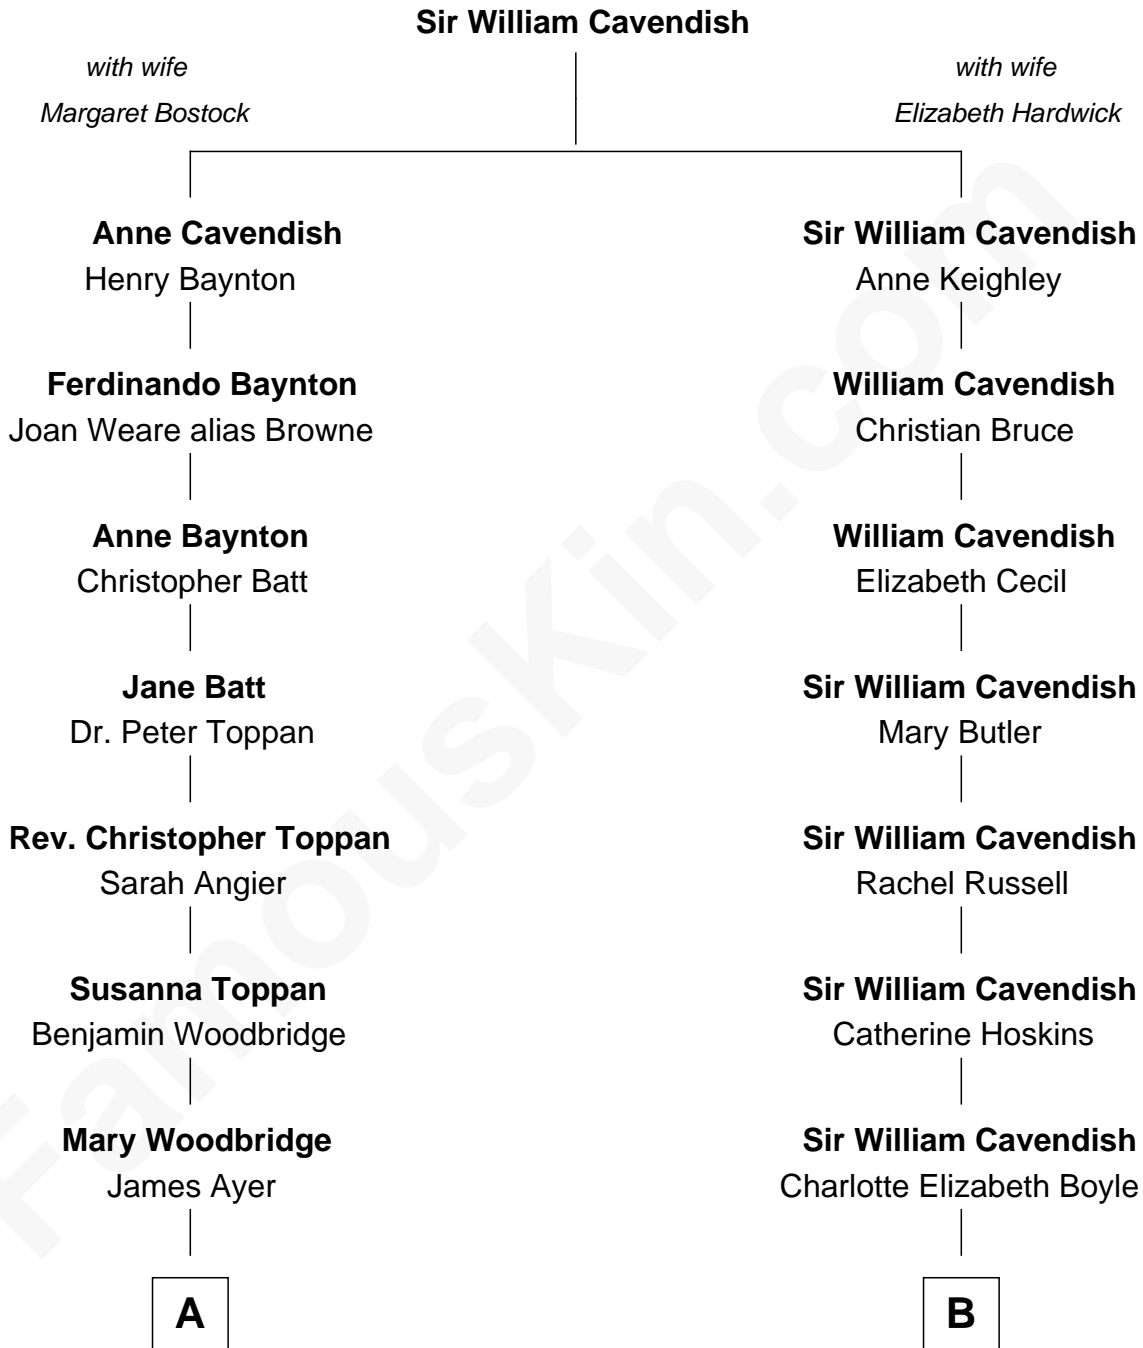 Sir William Cavendish
with wife
Margaret Bostock
with wife
Elizabeth Hardwick
Anne Cavendish
Henry Baynton
Sir William Cavendish
Anne Keighley
Ferdinando Baynton
Joan Weare alias Browne
William Cavendish
Christian Bruce
Anne Baynton
Christopher Batt
William Cavendish
Elizabeth Cecil
Jane Batt
Dr. Peter Toppan
Sir William Cavendish
Mary Butler
Rev. Christopher Toppan
Sarah Angier
Sir William Cavendish
Rachel Russell
Susanna Toppan
Benjamin Woodbridge
Sir William Cavendish
Catherine Hoskins
Mary Woodbridge
James Ayer
Sir William Cavendish
Charlotte Elizabeth Boyle
A
B
FamousKin.com